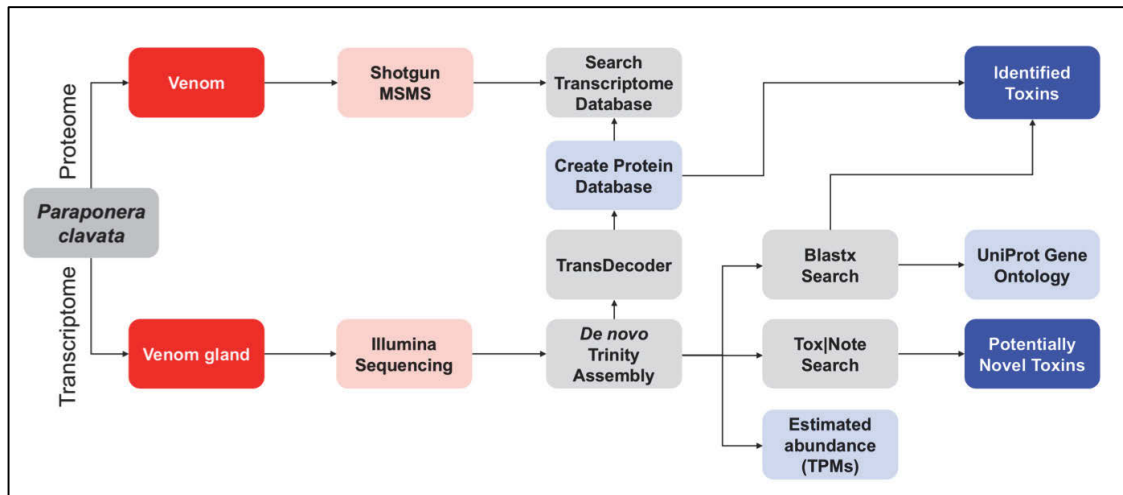 Proteome
Transcriptome
Paraponera
clavata
Venom
Shotgun
MSMS
Search
Transcriptome
Database
Identified
Toxins
Create Protein
Database
TransDecoder
Blastx
Search
UniProt Gene
Ontology
Venom gland
Illumina
Sequencing
De novo
Trinity
Assembly
Tox|Note
Search
Potentially
Novel Toxins
Estimated
abundance
(TPMs)